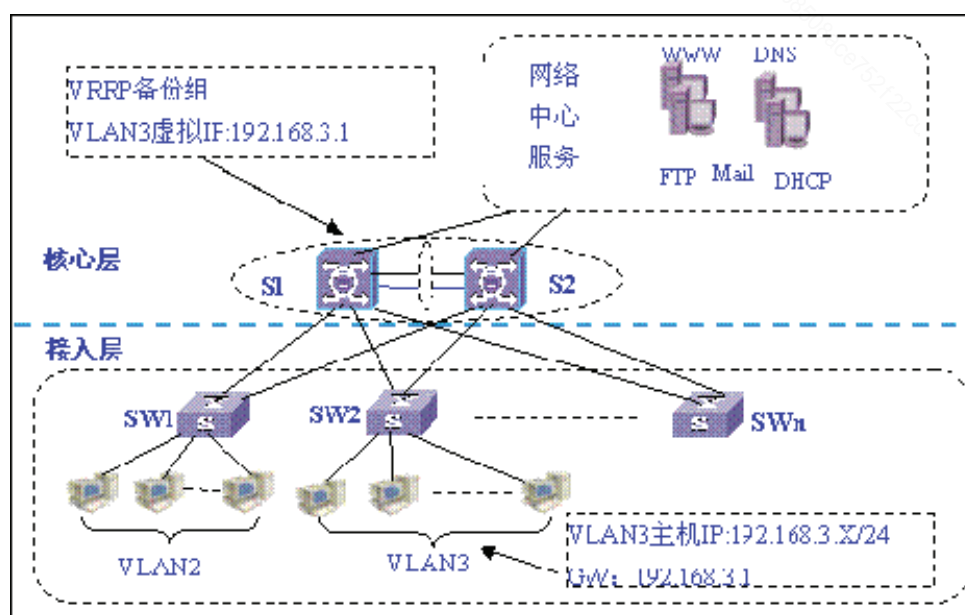 VRRP备份组
VLAN3虚拟IP:192.168.3.1
网络
中心
服务
WWW
DNS
FTP
Mail
DHCP
核心层
S1
S2
接入层
SW1
SW2
SWn
VLAN2
VLAN3
VLAN3主机IP:192.168.3.X/24
GW: 192.168.3.1